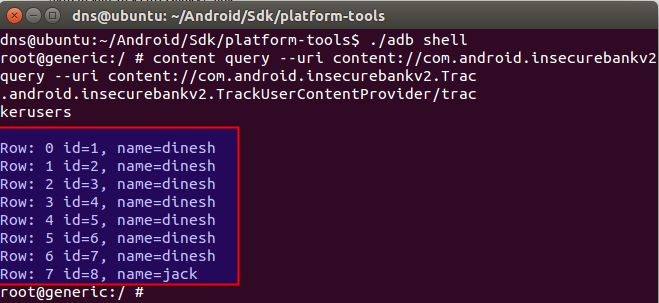 dns@ubuntu: ~/Android/Sdk/platform-tools
dns@ubuntu:~/Android/Sdk/platform-tools$ ./adb shell
root@generic:/ # content query --uri content://com.android.insecurebankv2
query --uri content://com.android.insecurebankv2.Trac
.android.insecurebankv2.TrackUserContentProvider/trac
kerusers
Row: 0 id=1, name=dinesh
Row: 1 id=2, name=dinesh
Row: 2 id=3, name=dinesh
Row: 3 id=4, name=dinesh
Row: 4 id=5, name=dinesh
Row: 5 id=6, name=dinesh
Row: 6 id=7, name=dinesh
Row: 7 id=8, name=jack
root@generic:/ #